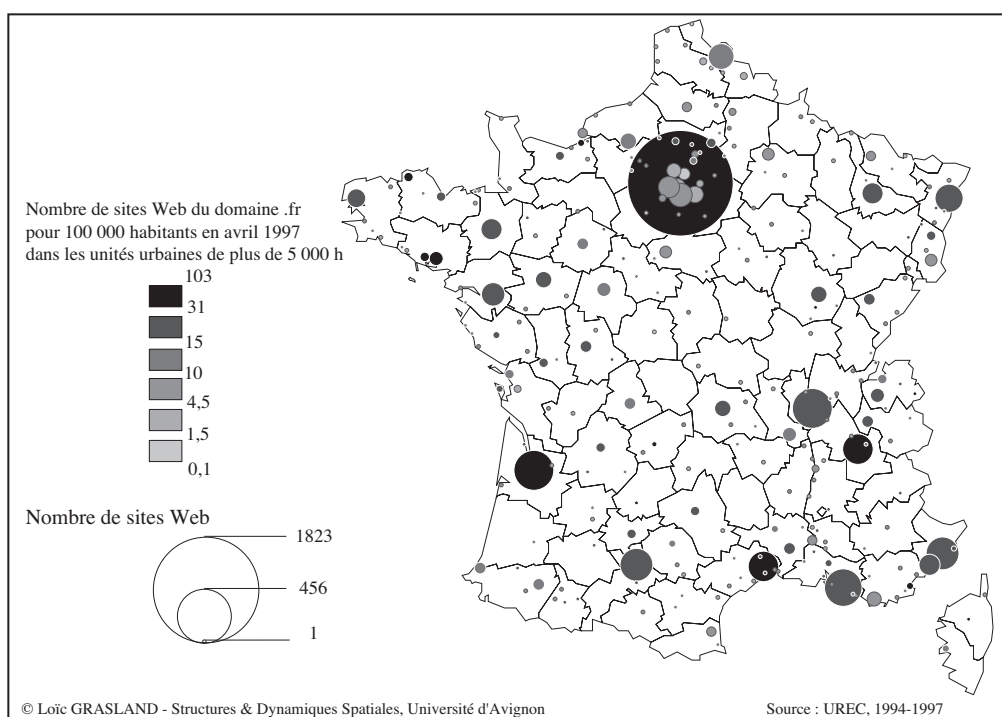 Nombre de sites Web du domaine .fr
pour 100 000 habitants en avril 1997
dans les unités urbaines de plus de 5 000 h
103
31
15
10
4,5
1,5
0,1
Nombre de sites Web
1823
456
1
© Loïc GRASLAND - Structures & Dynamiques Spatiales, Université d'Avignon
Source : UREC, 1994-1997